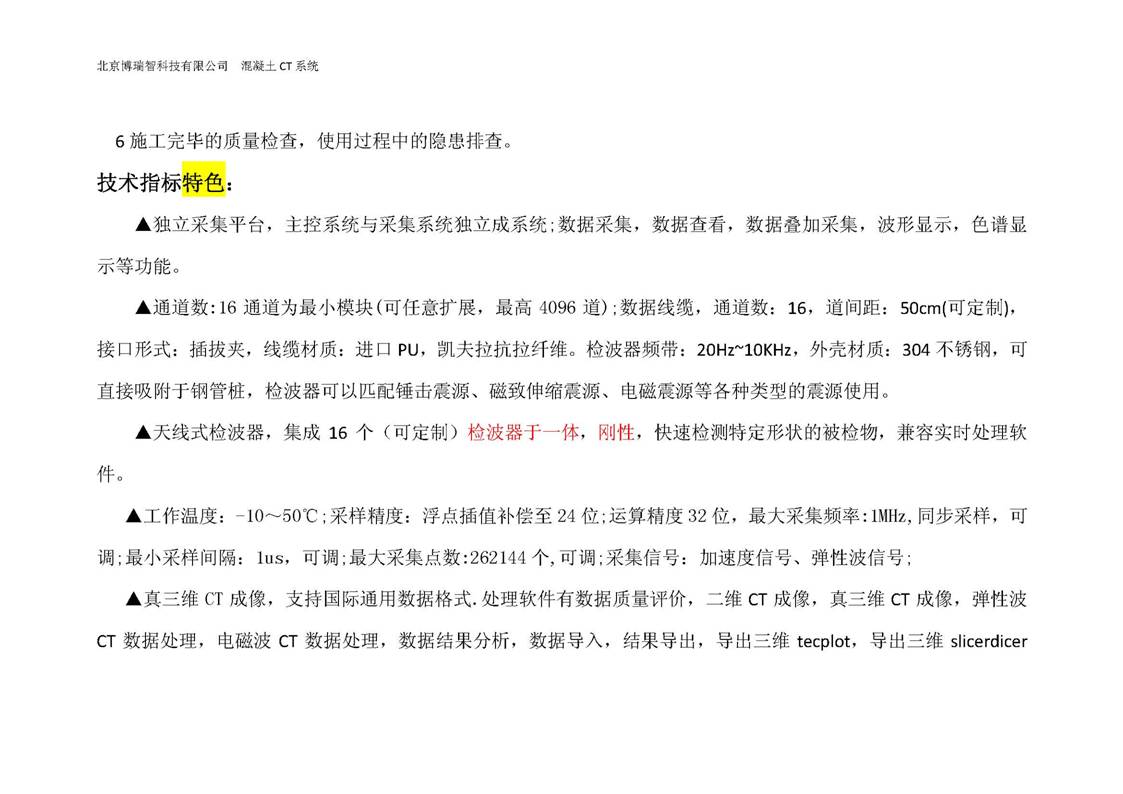 北京博瑞智科技有限公司 混凝土 CT 系统
6 施工完毕的质量检查，使用过程中的隐患排查。
技术指标特色：
▲独立采集平台，主控系统与采集系统独立成系统;数据采集，数据查看，数据叠加采集，波形显示，色谱显
示等功能。
▲通道数:16 通道为最小模块(可任意扩展，最高 4096 道);数据线缆，通道数：16，道间距：50cm(可定制)，
接口形式：插拔夹，线缆材质：进口 PU，凯夫拉抗拉纤维。检波器频带：20Hz~10KHz，外壳材质：304 不锈钢，可
直接吸附于钢管桩，检波器可以匹配锤击震源、磁致伸缩震源、电磁震源等各种类型的震源使用。
▲天线式检波器，集成 16 个（可定制）检波器于一体，刚性，快速检测特定形状的被检物，兼容实时处理软
件。
▲工作温度：-10～50℃;采样精度：浮点插值补偿至 24 位;运算精度 32 位，最大采集频率:1MHz,同步采样，可
调;最小采样间隔：1us，可调;最大采集点数:262144 个,可调;采集信号：加速度信号、弹性波信号;
▲真三维 CT 成像，支持国际通用数据格式.处理软件有数据质量评价，二维 CT 成像，真三维 CT 成像，弹性波
CT 数据处理，电磁波 CT 数据处理，数据结果分析，数据导入，结果导出，导出三维 tecplot，导出三维 slicerdicer